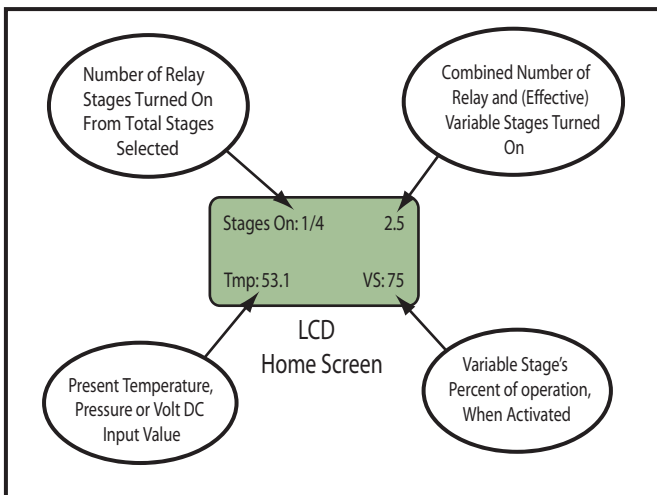 Number of Relay
Stages Turned On
From Total Stages
Selected
Combined Number of
Relay and (Effective)
Variable Stages Turned
On
Stages On: 1/4 2.5
Tmp: 53.1 VS: 75
LCD
Home Screen
Present Temperature,
Pressure or Volt DC
Input Value
Variable Stage's
Percent of operation,
When Activated